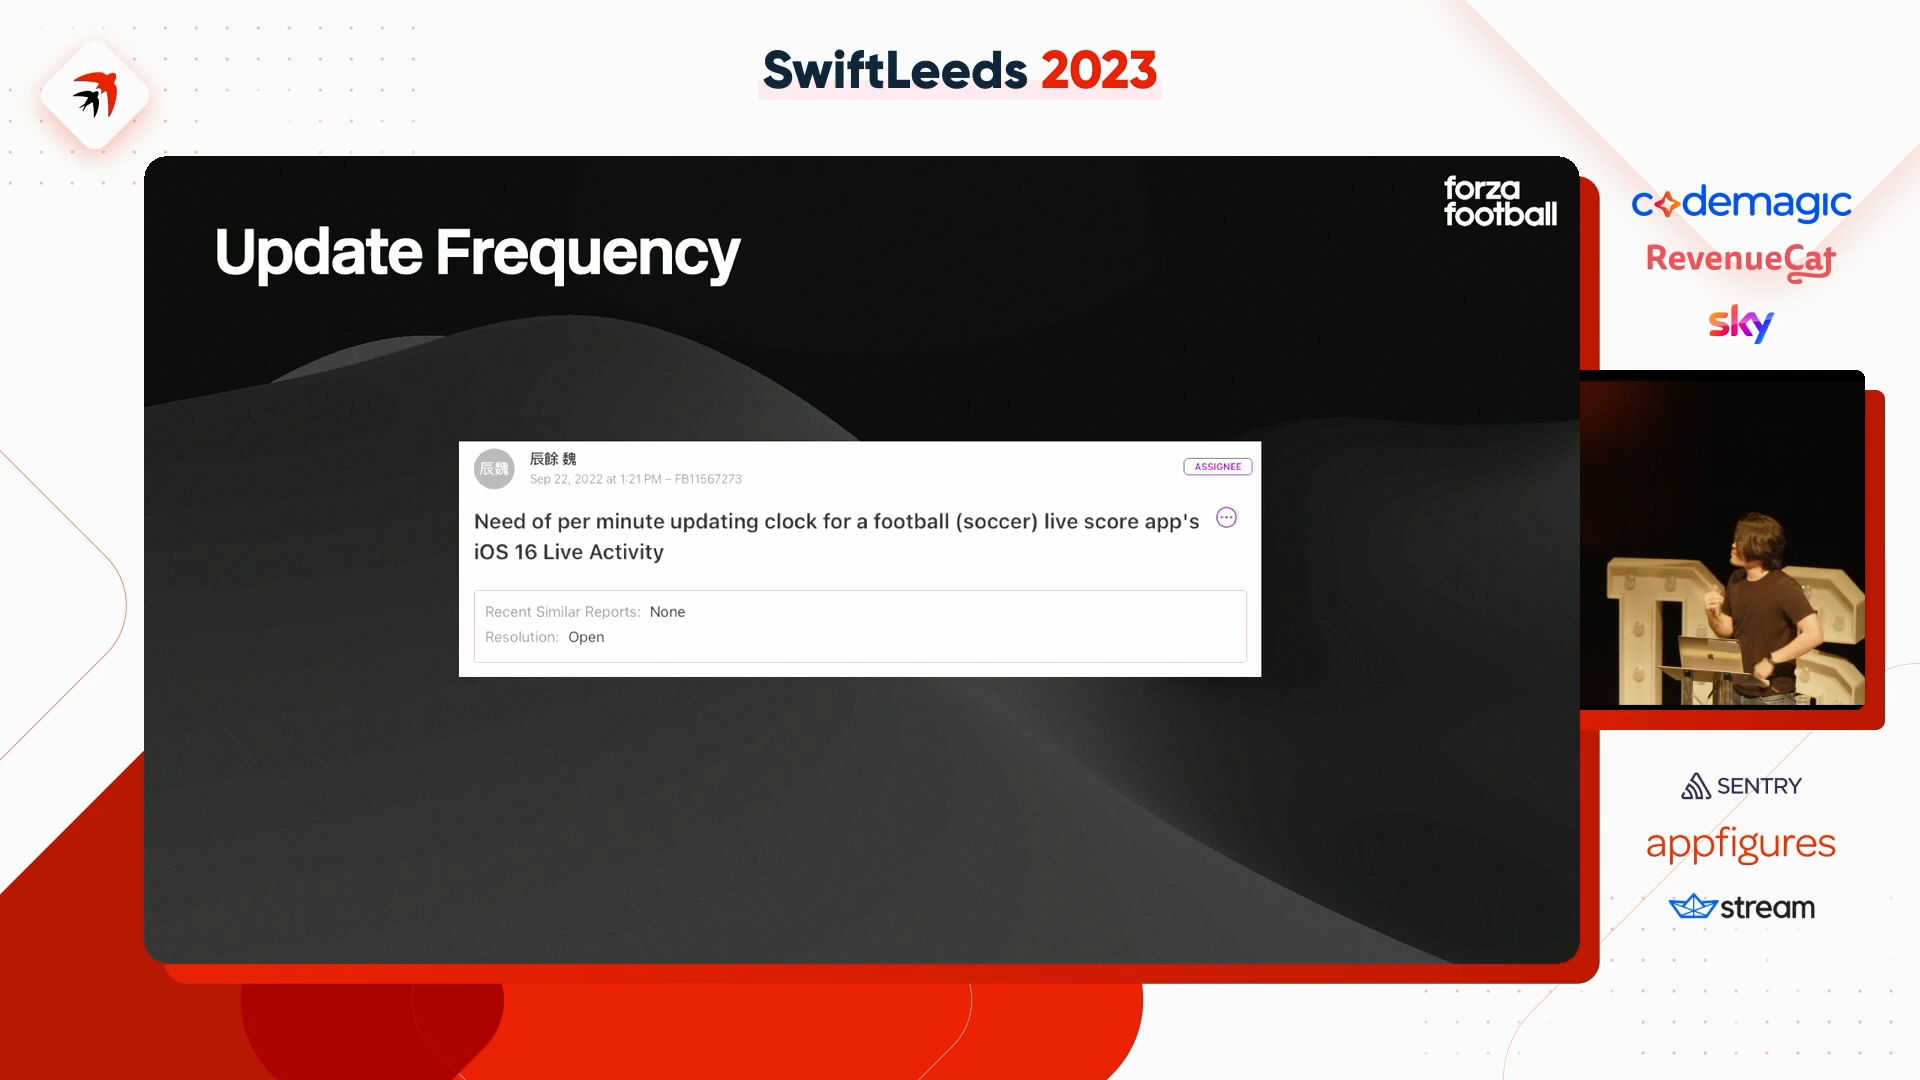 SwiftLeeds 2023
forza
football
Update Frequency
辰魏
辰餘 魏
Sep 22, 2022 at 1:21 PM – FB11567273
ASSIGNEE
Need of per minute updating clock for a football (soccer) live score app's
iOS 16 Live Activity
Recent Similar Reports: None
Resolution: Open
codemagic
RevenueCat
sky
SENTRY
appfigures
stream